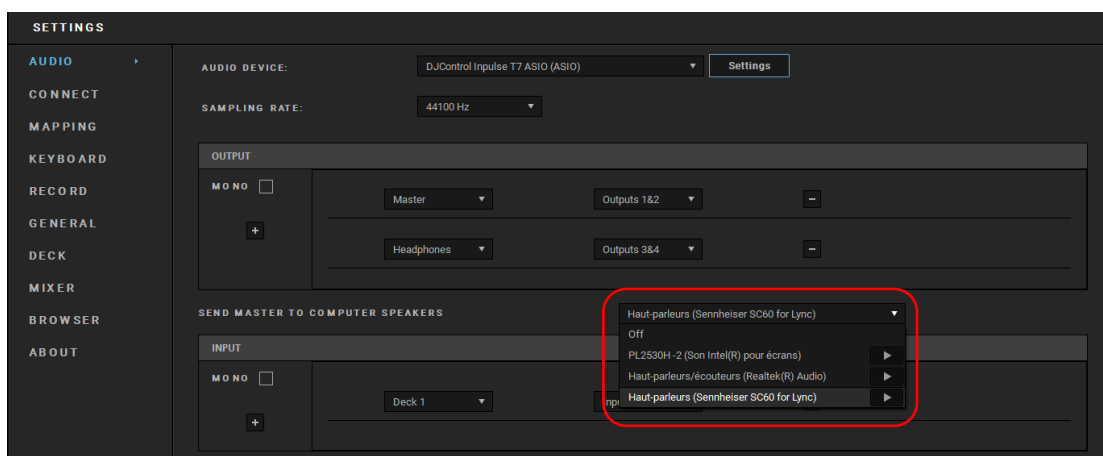 SETTINGS
AUDIO
CONNECT
MAPPING
KEYBOARD
RECORD
GENERAL
DECK
MIXER
BROWSER
ABOUT
AUDIO DEVICE: DJControl Inpulse T7 ASIO (ASIO) Settings
SAMPLING RATE: 44100 Hz
OUTPUT
MONO
Master Outputs 1&2
Headphones Outputs 3&4
SEND MASTER TO COMPUTER SPEAKERS Haut-parleurs (Sennheiser SC60 for Lync)
Off
PL2530H -2 (Son Intel(R) pour écrans)
Haut-parleurs/écouteurs (Realtek(R) Audio)
Haut-parleurs (Sennheiser SC60 for Lync)
INPUT
MONO
Deck 1